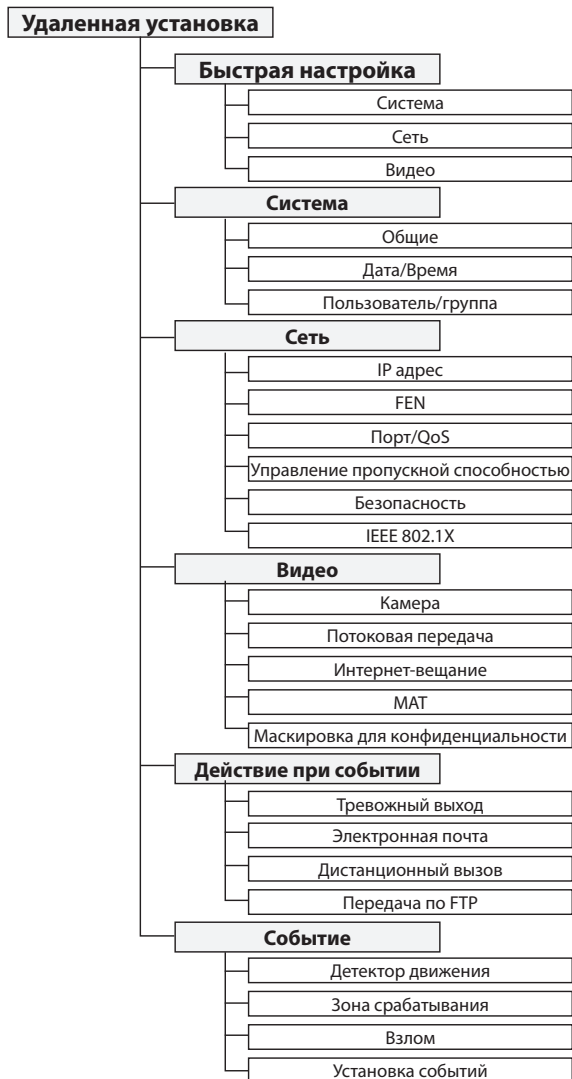 Удаленная установка
Быстрая настройка
Система
Сеть
Видео
Система
Общие
Дата/Время
Пользователь/группа
Сеть
IP адрес
FEN
Порт/QoS
Управление пропускной способностью
Безопасность
IEEE 802.1X
Видео
Камера
Потоковая передача
Интернет-вещание
MAT
Маскировка для конфиденциальности
Действие при событии
Тревожный выход
Электронная почта
Дистанционный вызов
Передача по FTP
Событие
Детектор движения
Зона срабатывания
Взлом
Установка событий